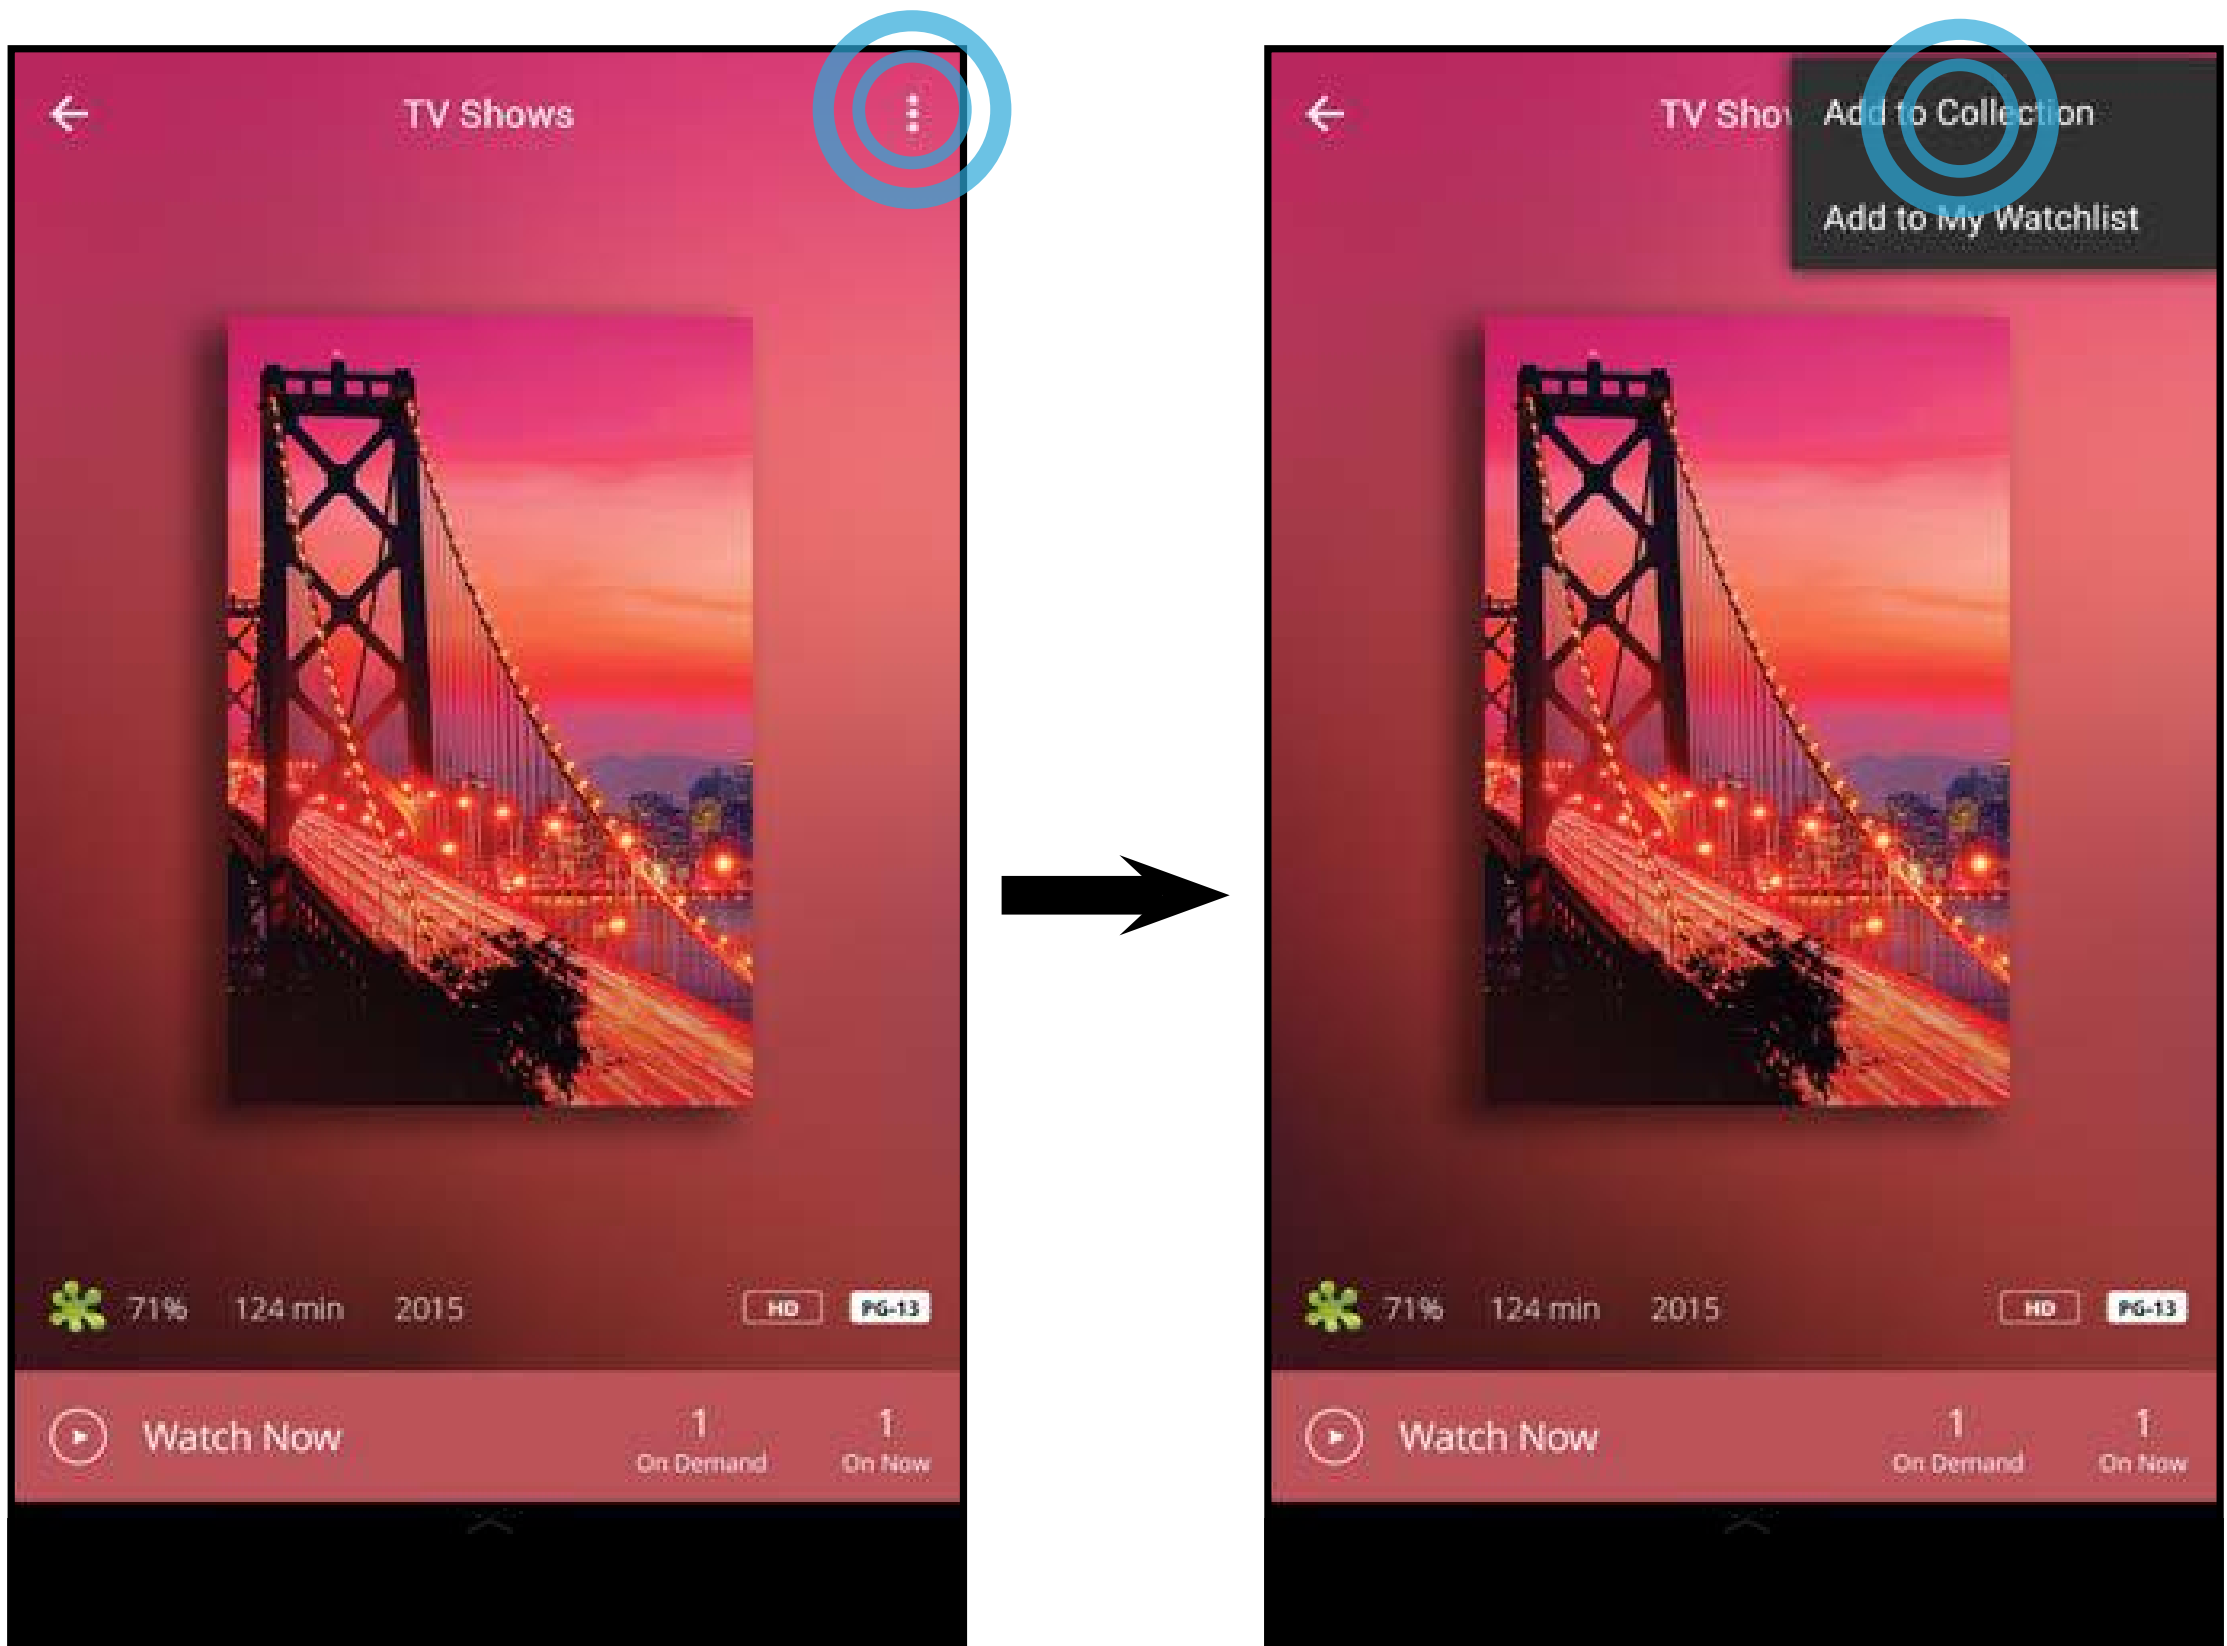 TV Shows
71% 124 min 2015 HD PG-13
Watch Now 1 On Demand 1 On Now
TV Show
Add to Collection
Add to My Watchlist
71% 124 min 2015 HD PG-13
Watch Now 1 On Demand 1 On Now